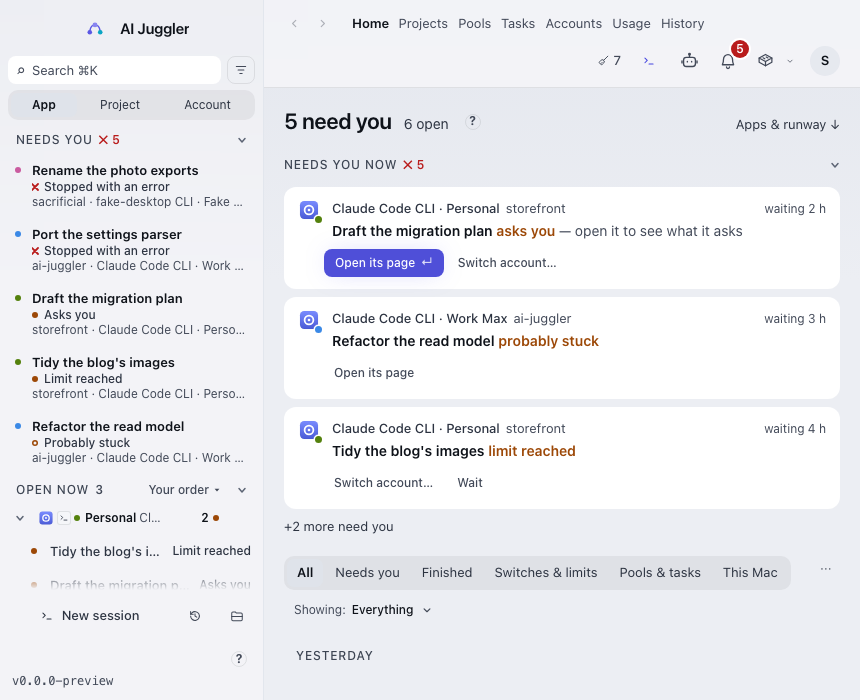 AI Juggler
Search ⌘K
App Project Account
NEEDS YOU ✕ 5
Rename the photo exports
✕ Stopped with an error
sacrificial · fake-desktop CLI · Fake ...
Port the settings parser
✕ Stopped with an error
ai-juggler · Claude Code CLI · Work ...
Draft the migration plan
Asks you
storefront · Claude Code CLI · Perso...
Tidy the blog's images
Limit reached
storefront · Claude Code CLI · Perso...
Refactor the read model
Probably stuck
ai-juggler · Claude Code CLI · Work ...
OPEN NOW 3 Your order
Personal Cl... 2
Tidy the blog's i... Limit reached
Draft the migration p... Asks you
New session
?
v0.0.0-preview
Home Projects Pools Tasks Accounts Usage History
7 5 S
5 need you 6 open ? Apps & runway ↓
NEEDS YOU NOW ✕ 5
Claude Code CLI · Personal storefront waiting 2 h
Draft the migration plan asks you — open it to see what it asks
Open its page ↵ Switch account...
Claude Code CLI · Work Max ai-juggler waiting 3 h
Refactor the read model probably stuck
Open its page
Claude Code CLI · Personal storefront waiting 4 h
Tidy the blog's images limit reached
Switch account... Wait
+2 more need you
All Needs you Finished Switches & limits Pools & tasks This Mac ...
Showing: Everything
YESTERDAY